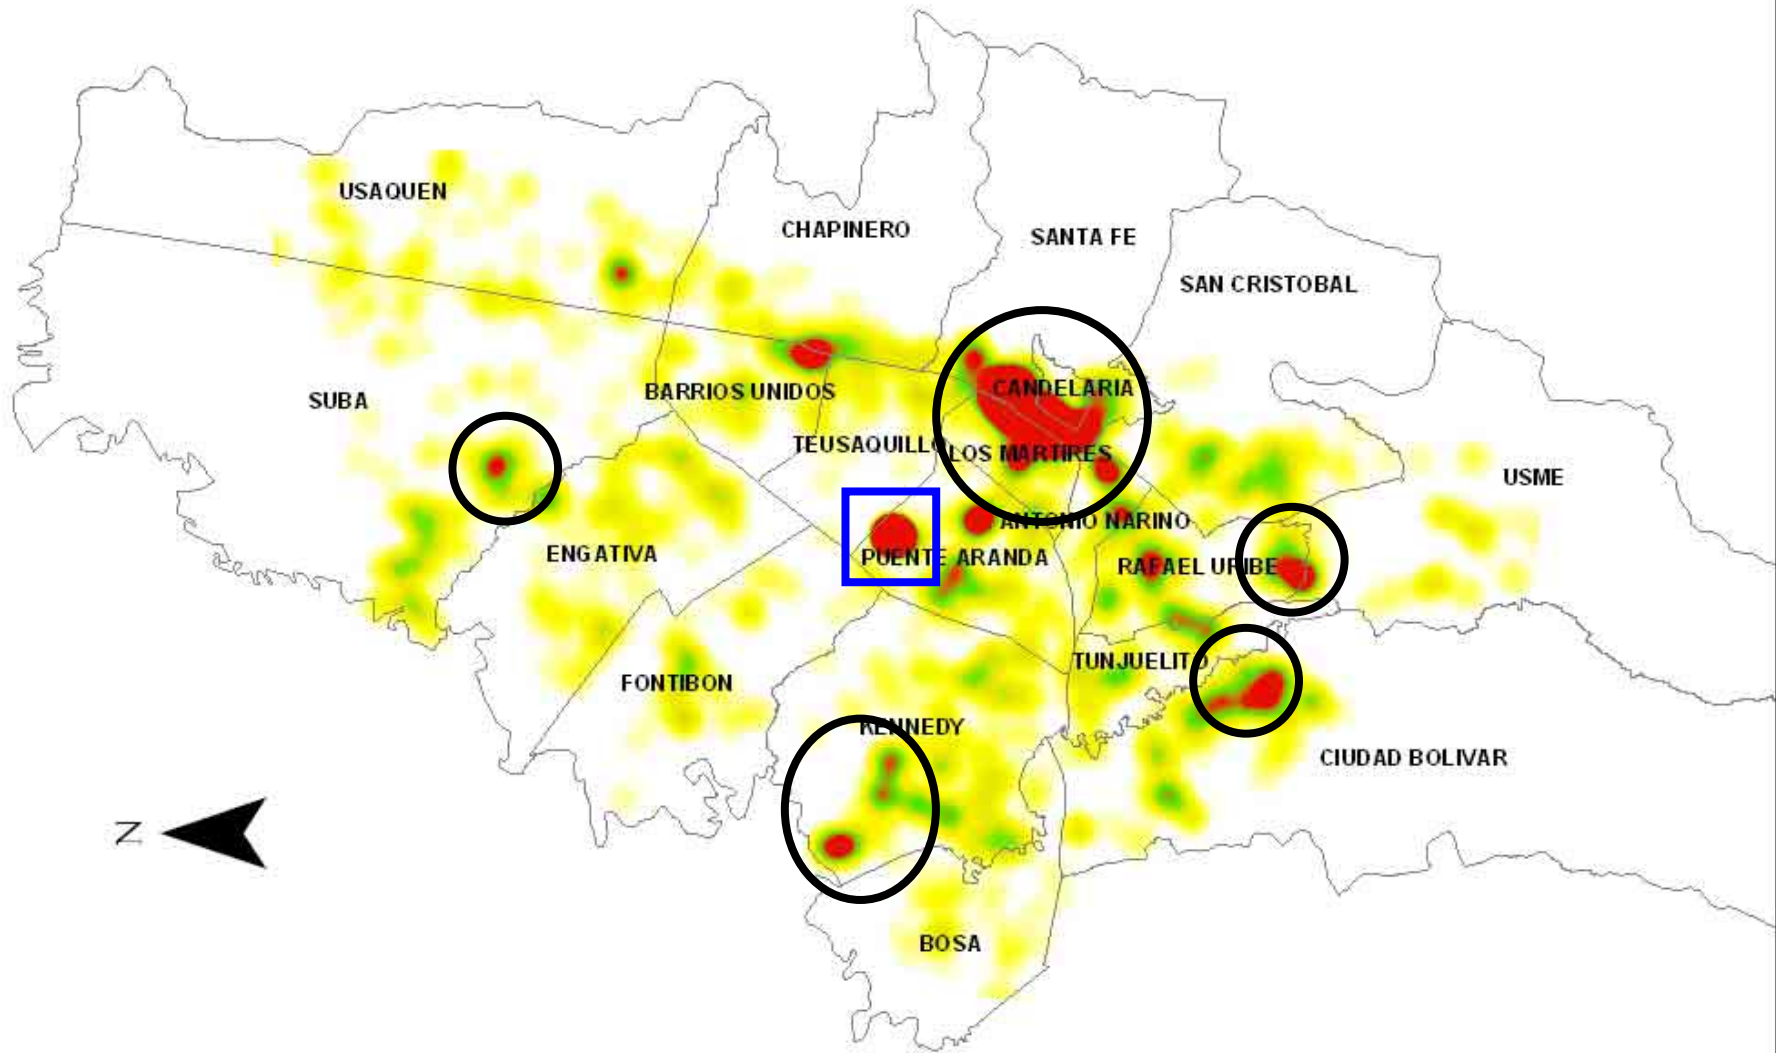 USAQUEN
CHAPINERO
SANTA FE
SAN CRISTOBAL
SUBA
BARRIOS UNIDOS
CANDELARIA
TEUSAQUILLO
LOS MARTIRES
USME
ANTONIO NARINO
ENGATIVA
PUENTE ARANDA
RAFAEL URIBE
FONTIBON
TUNJUELITO
KENNEDY
CIUDAD BOLIVAR
N
BOSA